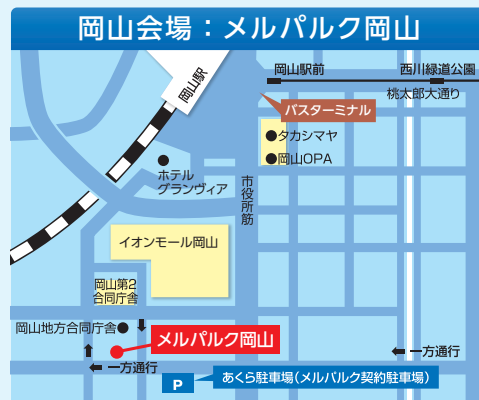 岡山会場：メルパルク岡山
岡山駅
岡山駅前
西川緑道公園
桃太郎大通り
バスターミナル
●タカシマヤ
●岡山OPA
ホテル
グランヴィア
市役所筋
イオンモール岡山
岡山第2
合同庁舎
岡山地方合同庁舎●
メルパルク岡山
一方通行
一方通行
P
あくら駐車場(メルパルク契約駐車場)